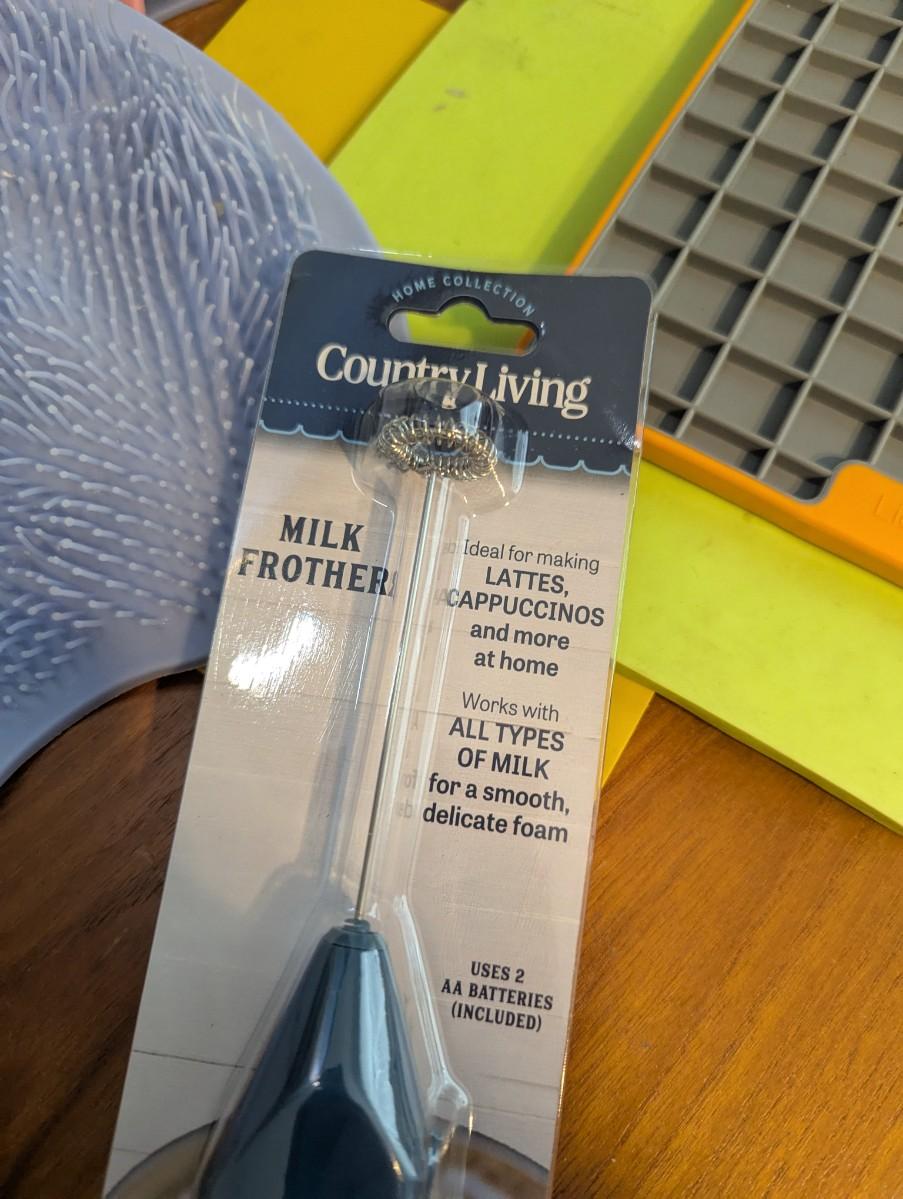 HOME COLLECTION
Country Living
MILK
FROTHER
Ideal for making
LATTES,
CAPPUCCINOS
and more
at home
Works with
ALL TYPES
OF MILK
for a smooth,
delicate foam
USES 2
AA BATTERIES
(INCLUDED)